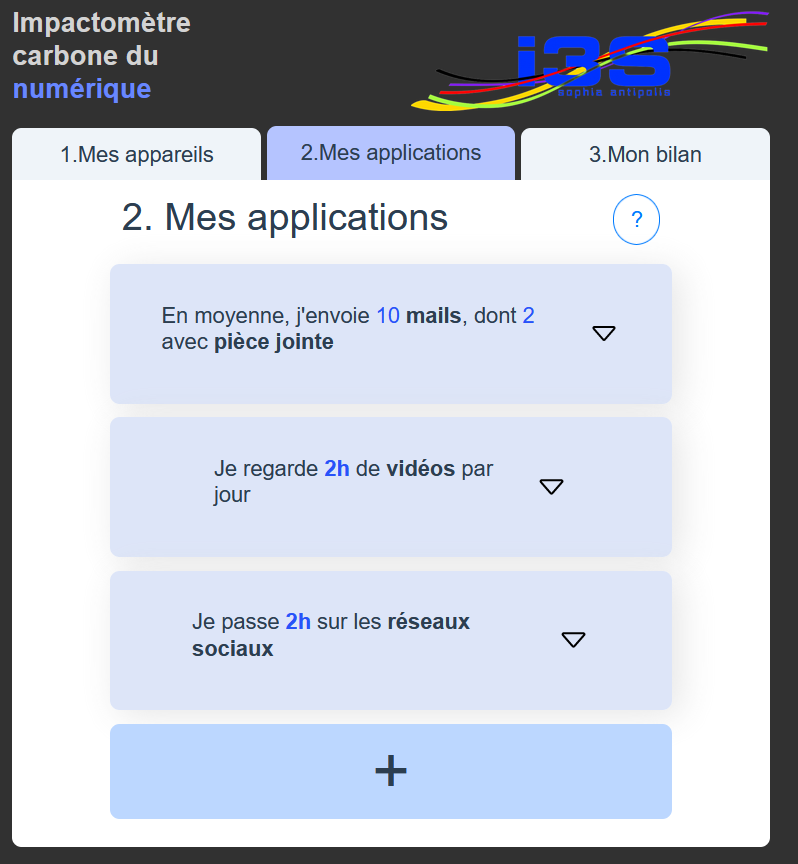 Impactomètre
carbone du
numérique
i3S
sophia antipolis
1.Mes appareils
2.Mes applications
3.Mon bilan
2. Mes applications
?
En moyenne, j'envoie 10 mails, dont 2
avec pièce jointe
Je regarde 2h de vidéos par
jour
Je passe 2h sur les réseaux
sociaux
+